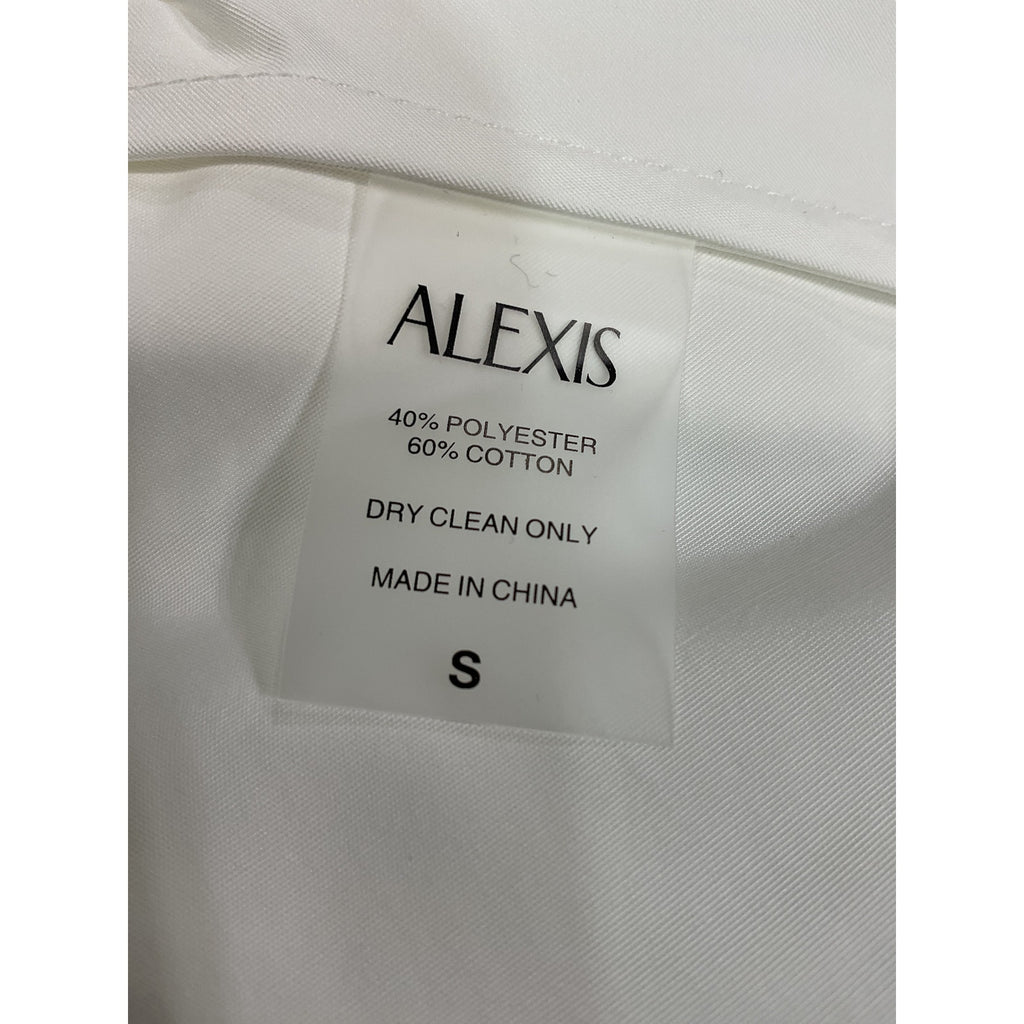 ALEXIS
40% POLYESTER
60% COTTON
DRY CLEAN ONLY
MADE IN CHINA
S